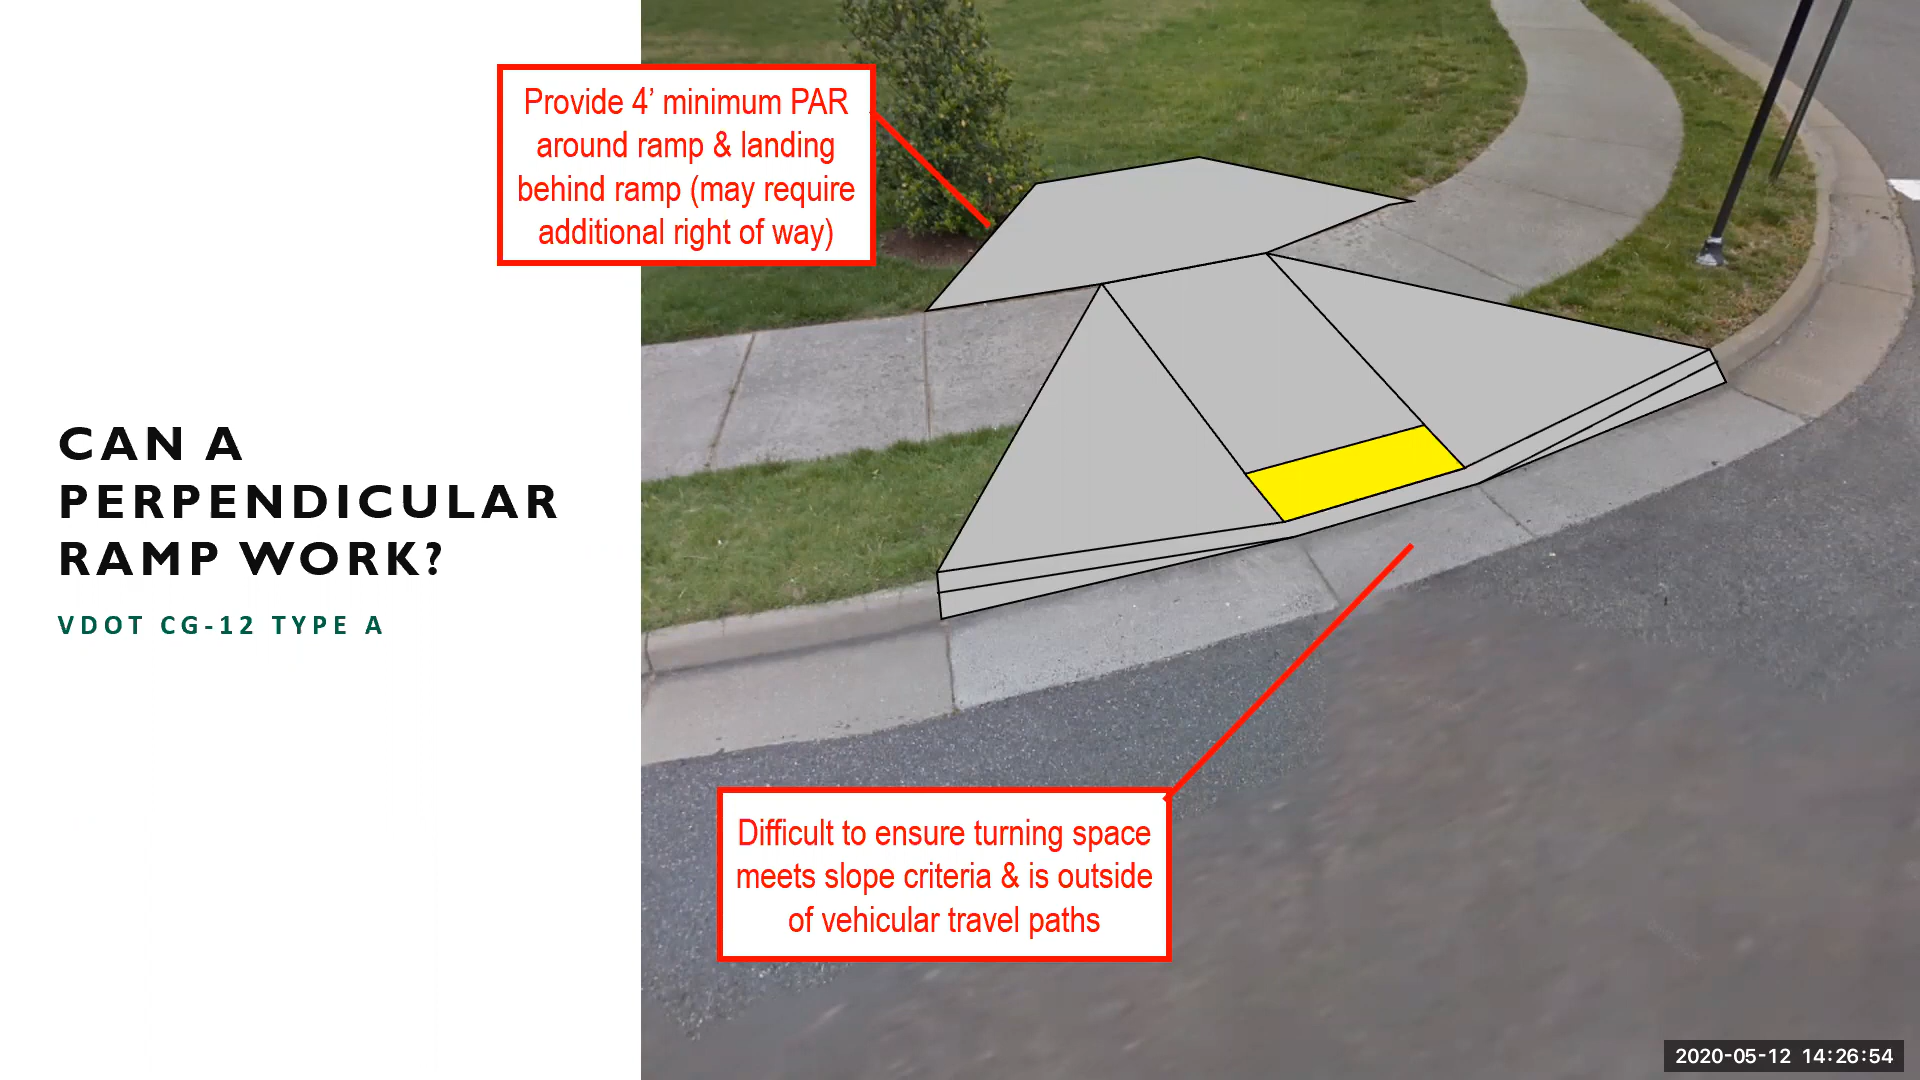 Provide 4’ minimum PAR
around ramp & landing
behind ramp (may require
additional right of way)
CAN A
PERPENDICULAR
RAMP WORK?
VDOT CG-12 TYPE A
Difficult to ensure turning space
meets slope criteria & is outside
of vehicular travel paths
2020-05-12 14:26:54